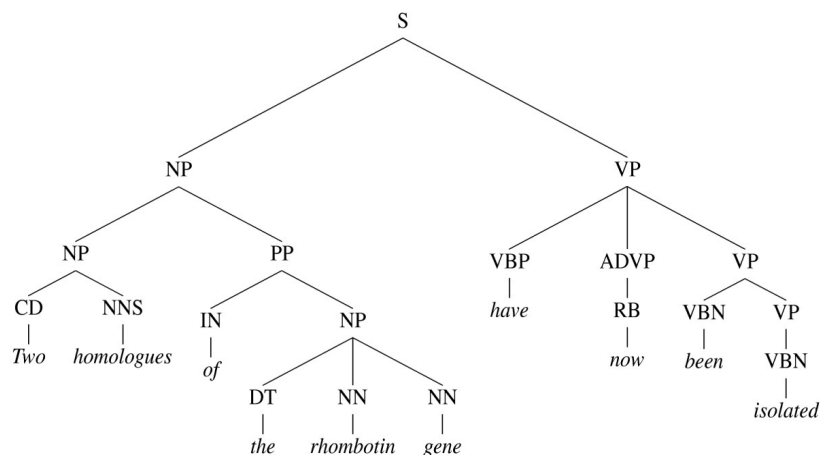 S
NP VP
NP PP VBP ADVP VP
CD NNS IN NP have RB VBN VP
Two homologues of now been VBN
DT NN NN isolated
the rhombotin gene